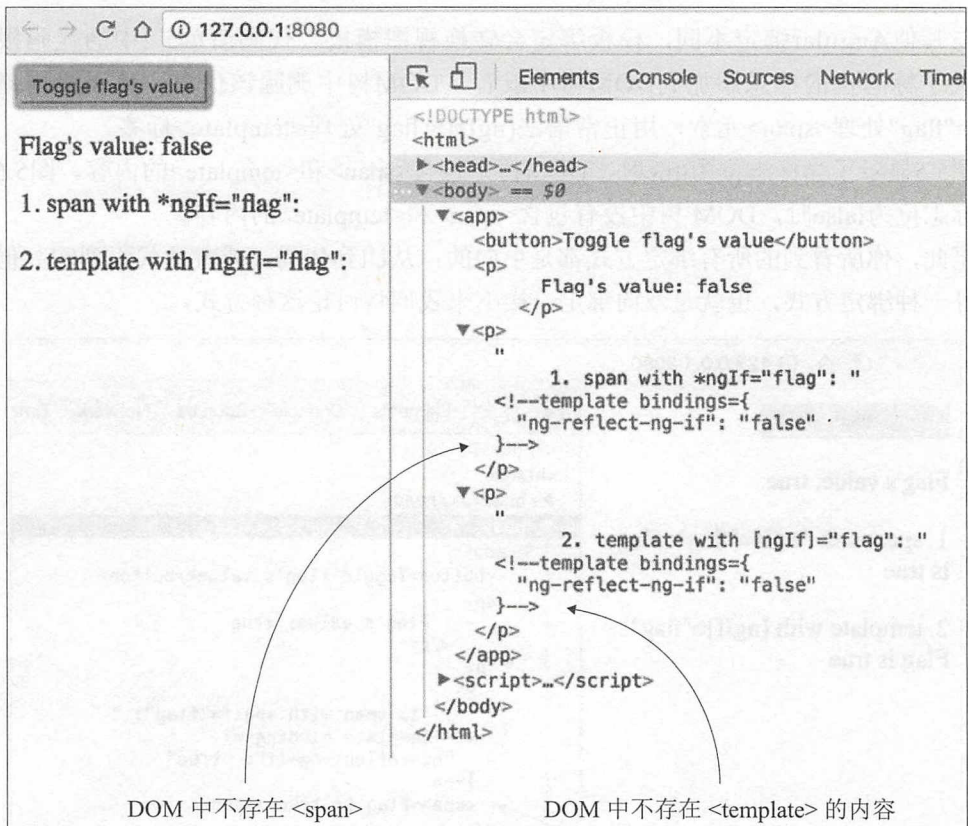 127.0.0.1:8080
Toggle flag's value
Flag's value: false
1. span with *ngIf="flag":
2. template with [ngIf]="flag":
Elements Console Sources Network Timel
<!DOCTYPE html>
<html>
▶<head>…</head>
…▼<body> == $0
▼<app>
<button>Toggle flag's value</button>
<p>
Flag's value: false
</p>
▼<p>
"
1. span with *ngIf="flag": "
<!--template bindings={
"ng-reflect-ng-if": "false"
}-->
</p>
▼<p>
"
2. template with [ngIf]="flag": "
<!--template bindings={
"ng-reflect-ng-if": "false"
}-->
</p>
</app>
▶<script>…</script>
</body>
</html>
DOM 中不存在 <span>
DOM 中不存在 <template> 的内容